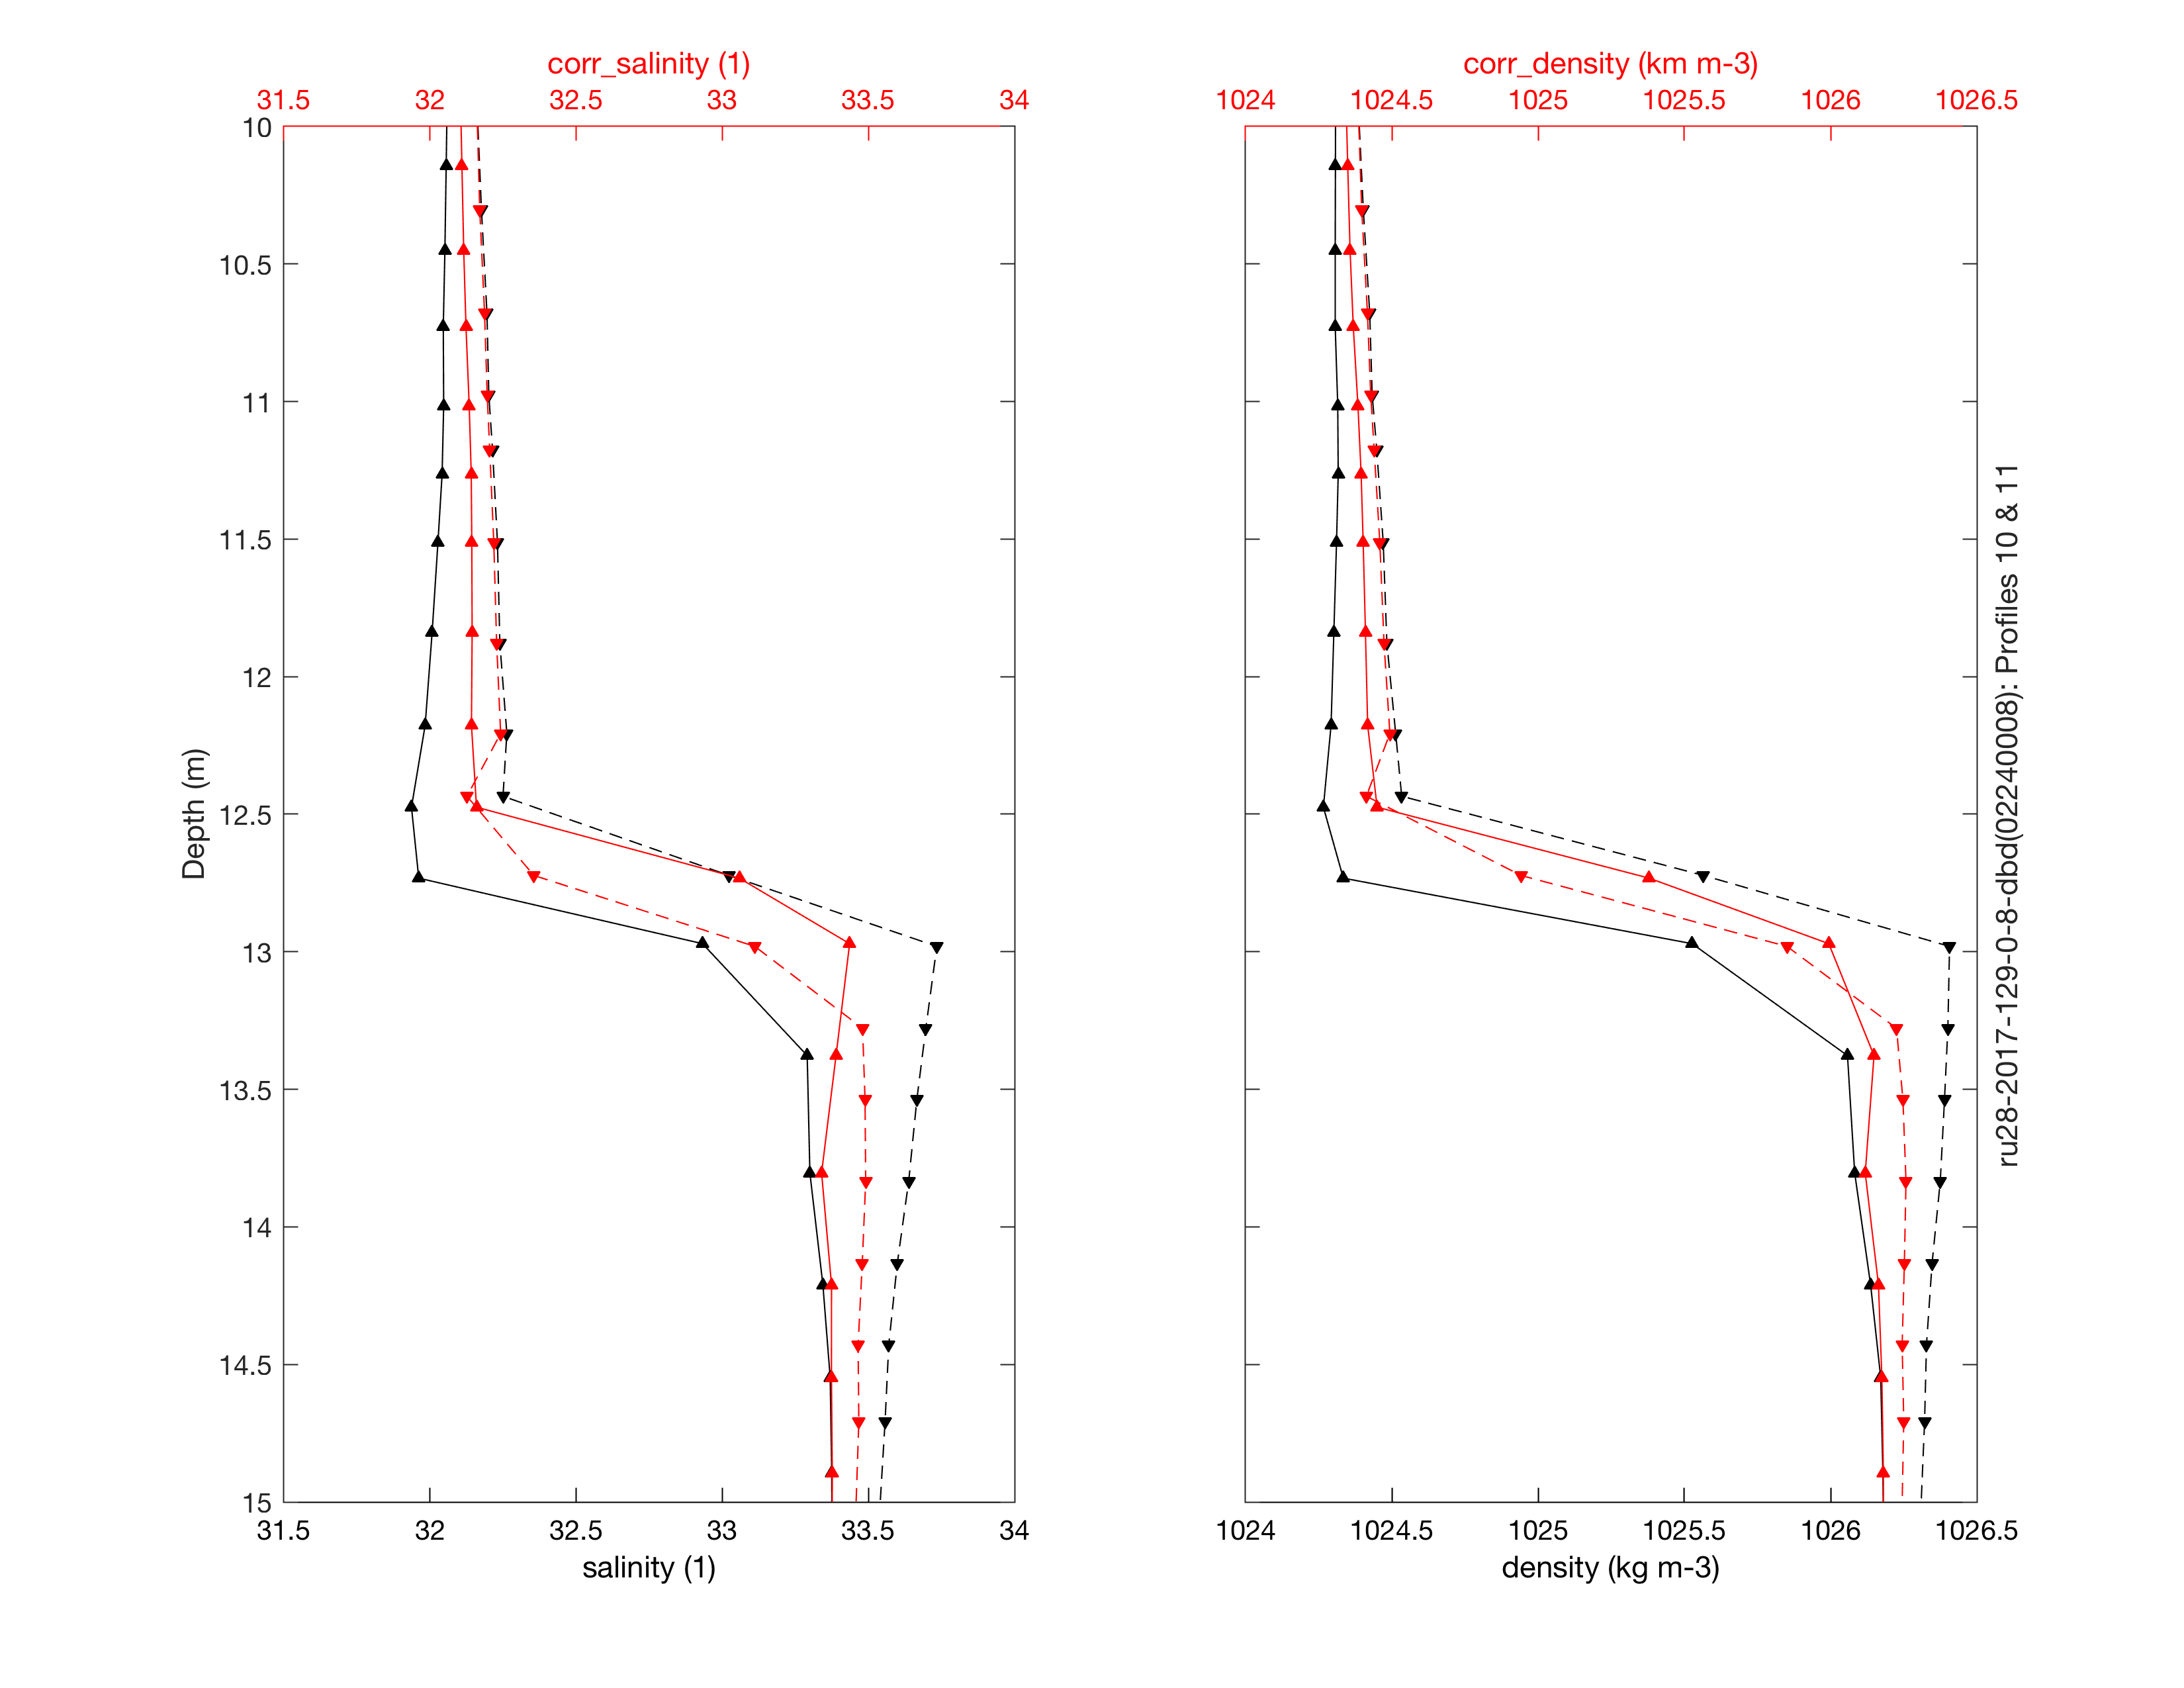 corr_salinity (1)
31.5 32 32.5 33 33.5 34
10
10.5
11
11.5
12
12.5
13
13.5
14
14.5
15
Depth (m)
31.5 32 32.5 33 33.5 34
salinity (1)
corr_density (km m-3)
1024 1024.5 1025 1025.5 1026 1026.5
1024 1024.5 1025 1025.5 1026 1026.5
density (kg m-3)
ru28-2017-129-0-8-dbd(02240008): Profiles 10 & 11